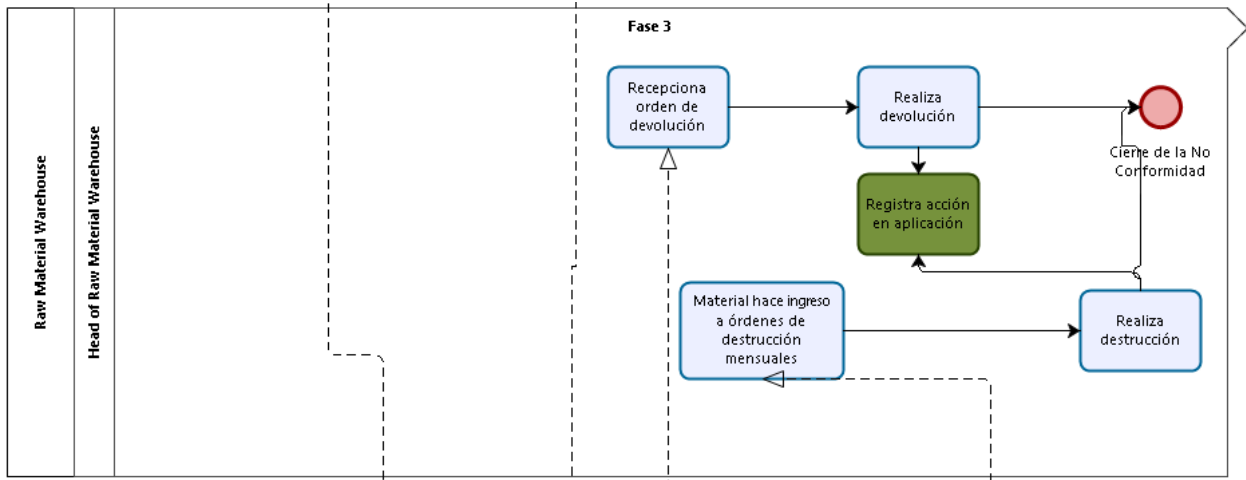 Raw Material Warehouse
Head of Raw Material Warehouse
Fase 3
Recepciona
orden de
devolución
Realiza
devolución
Cierre de la No
Conformidad
Registra acción
en aplicación
Material hace ingreso
a órdenes de
destrucción
mensuales
Realiza
destrucción